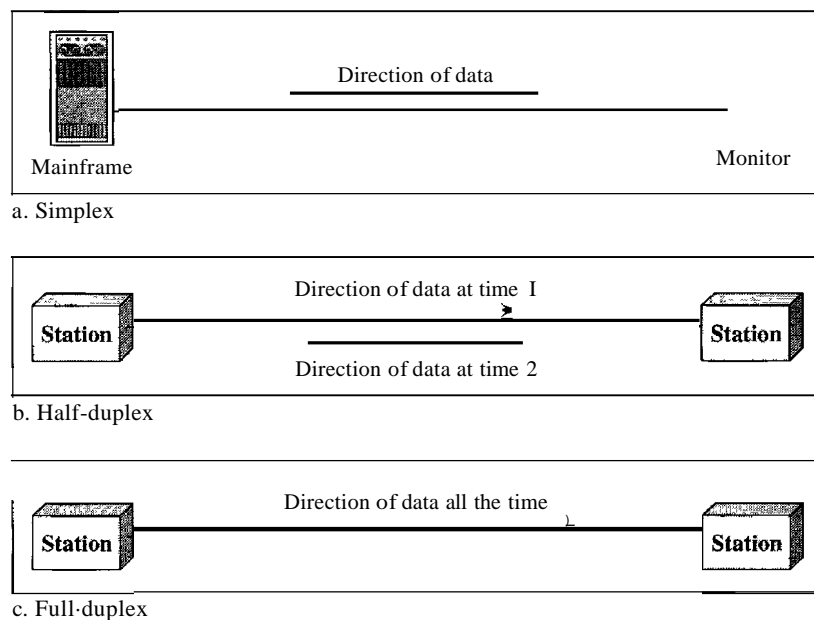 Direction of data
Mainframe
Monitor
a. Simplex
Direction of data at time I
Station
Station
Direction of data at time 2
b. Half-duplex
Direction of data all the time
Station
Station
c. Full·duplex